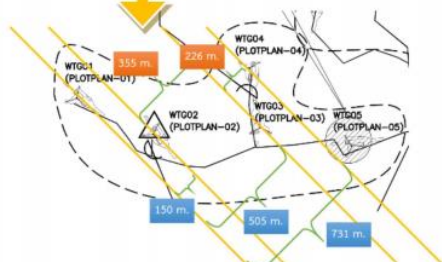 WTG04
(PLOTPLAN-04)
355 m.
226 m.
WTG01
(PLOTPLAN-01)
WTG02
(PLOTPLAN-02)
WTG03
(PLOTPLAN-03)
WTG05
(PLOTPLAN-05)
150 m.
505 m.
731 m.